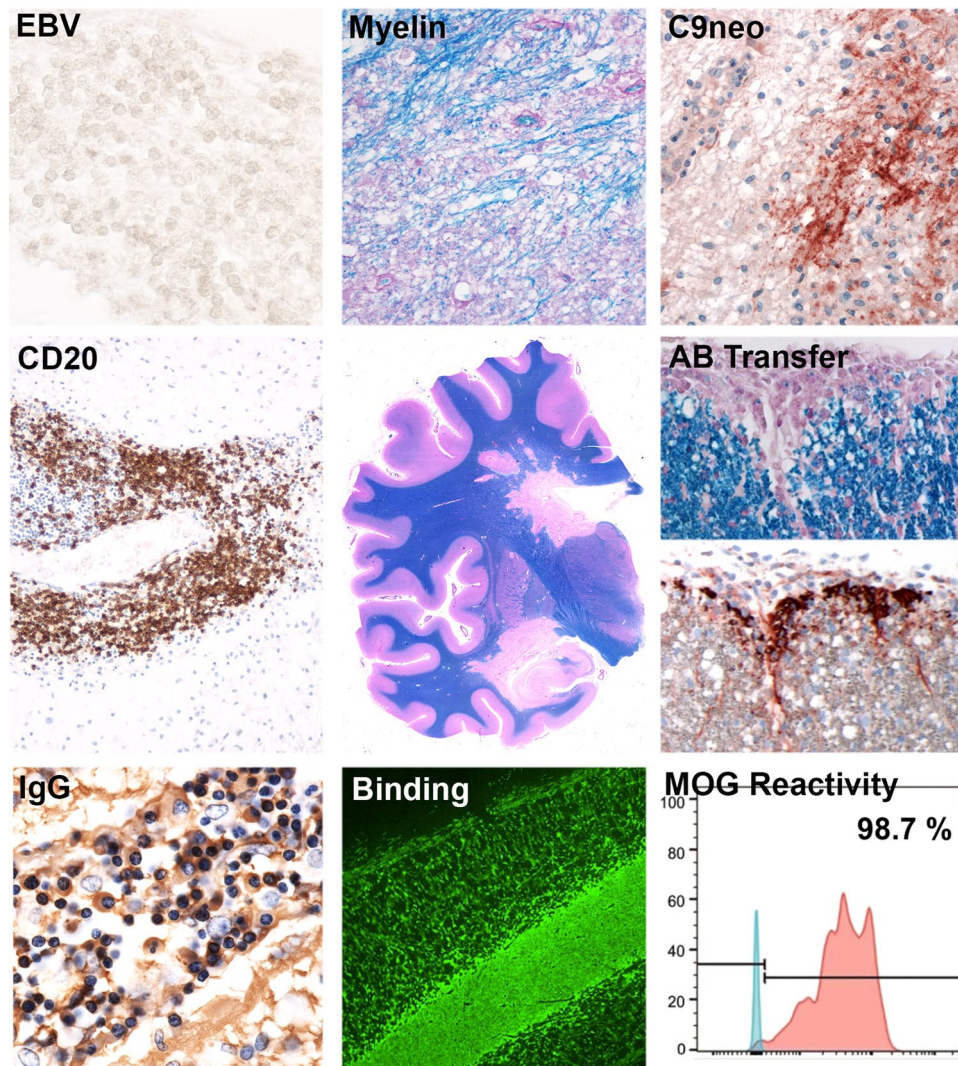 EBV
Myelin
C9neo
CD20
AB Transfer
IgG
Binding
MOG Reactivity
98.7 %
100
80
60
40
20
0